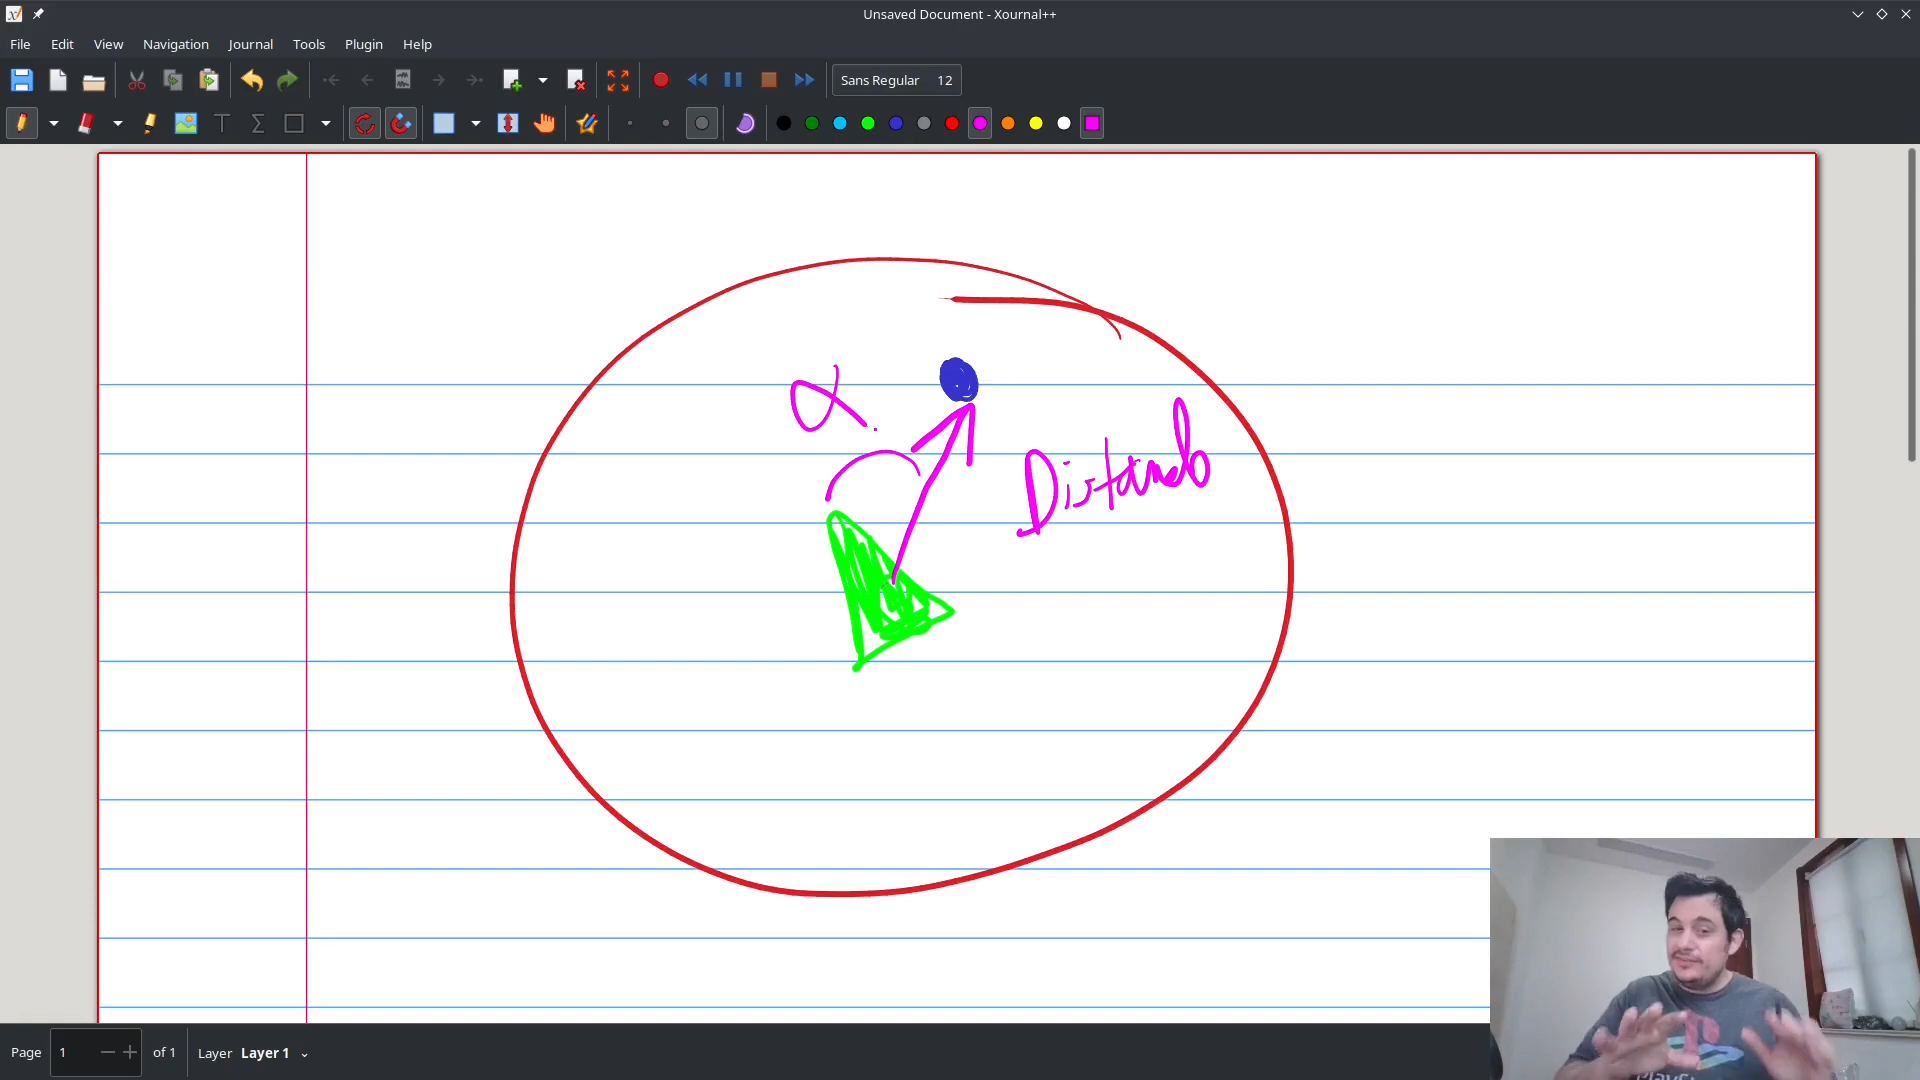 Unsaved Document - Xournal++
File Edit View Navigation Journal Tools Plugin Help
Sans Regular 12
α
Page 1 of 1 Layer Layer 1